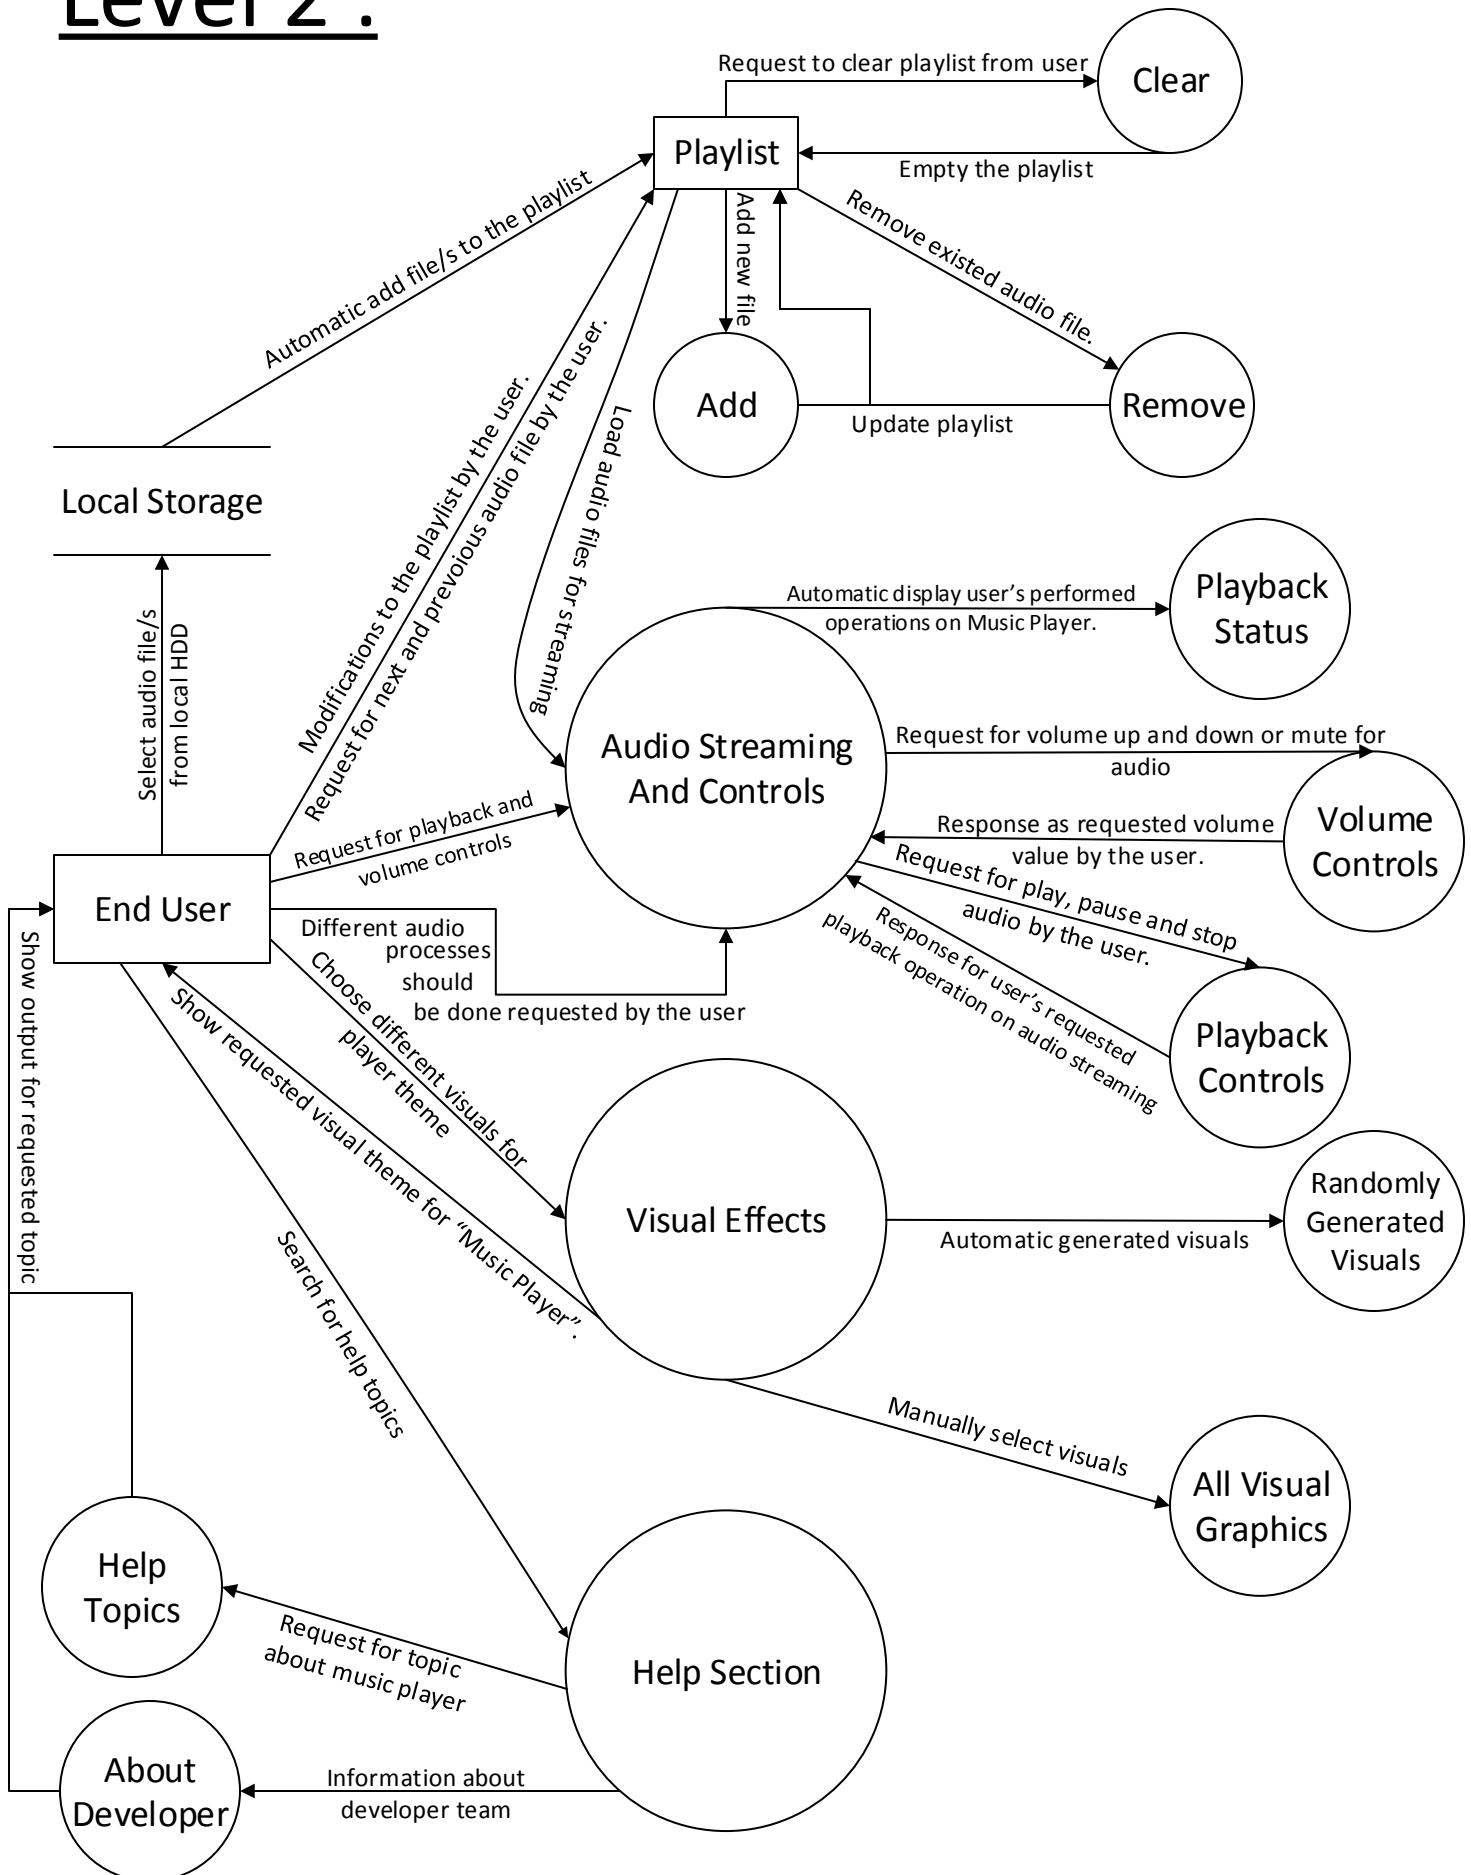 Level 2 :
Request to clear playlist from user
Clear
Playlist
Empty the playlist
Automatic add file/s to the playlist
Add new file
Remove existed audio file.
Add
Remove
Update playlist
Load audio files for streaming
Modifications to the playlist by the user.
Request for next and prevoious audio file by the user.
Local Storage
Select audio file/s
from local HDD
Automatic display user's performed
operations on Music Player.
Playback
Status
Audio Streaming
And Controls
Request for volume up and down or mute for
audio
Response as requested volume
value by the user.
Volume
Controls
Request for playback and
volume controls
Request for play, pause and stop
audio by the user.
Response for user's requested
playback operation on audio streaming
Playback
Controls
End User
Different audio
processes
should
be done requested by the user
Choose different visuals for
player theme
Show requested visual theme for “Music Player”.
Show output for requested topic
Visual Effects
Automatic generated visuals
Randomly
Generated
Visuals
Search for help topics
Manually select visuals
All Visual
Graphics
Help
Topics
Request for topic
about music player
Help Section
About
Developer
Information about
developer team